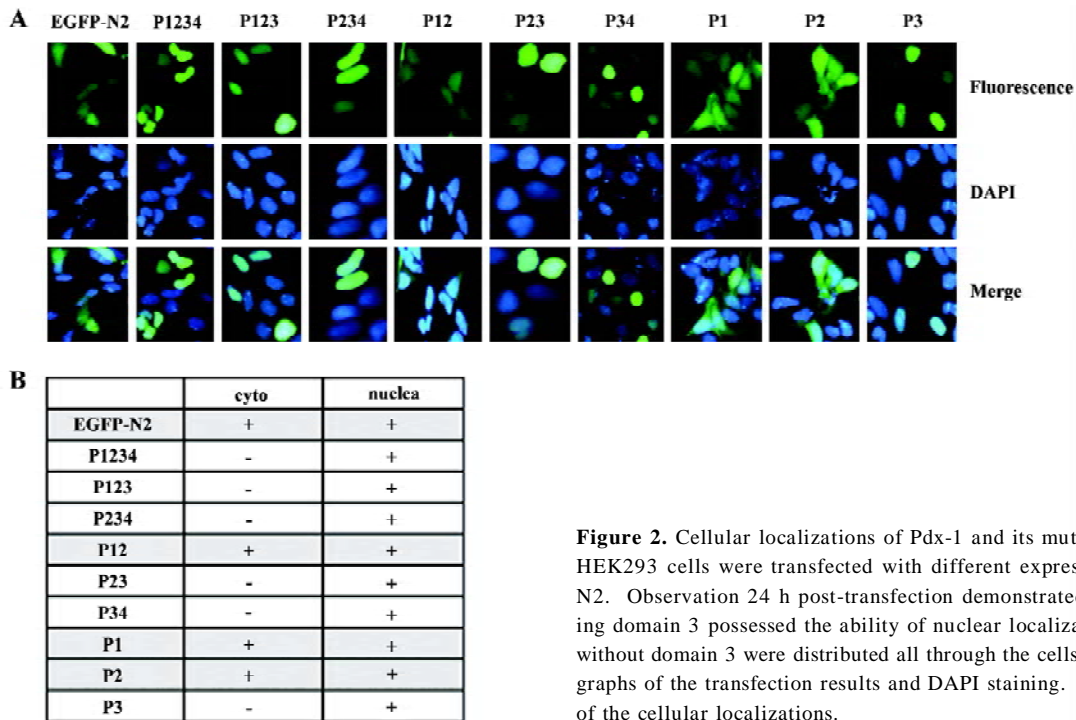 A EGFP-N2 P1234 P123 P234 P12 P23 P34 P1 P2 P3
Fluorescence
DAPI
Merge
B
cyto nuclea
EGFP-N2 + +
P1234 - +
P123 - +
P234 - +
P12 + +
P23 - +
P34 - +
P1 + +
P2 + +
P3 - +
Figure 2. Cellular localizations of Pdx-1 and its mut
HEK293 cells were transfected with different expres
N2. Observation 24 h post-transfection demonstrate
ing domain 3 possessed the ability of nuclear localiza
without domain 3 were distributed all through the cells
graphs of the transfection results and DAPI staining.
of the cellular localizations.